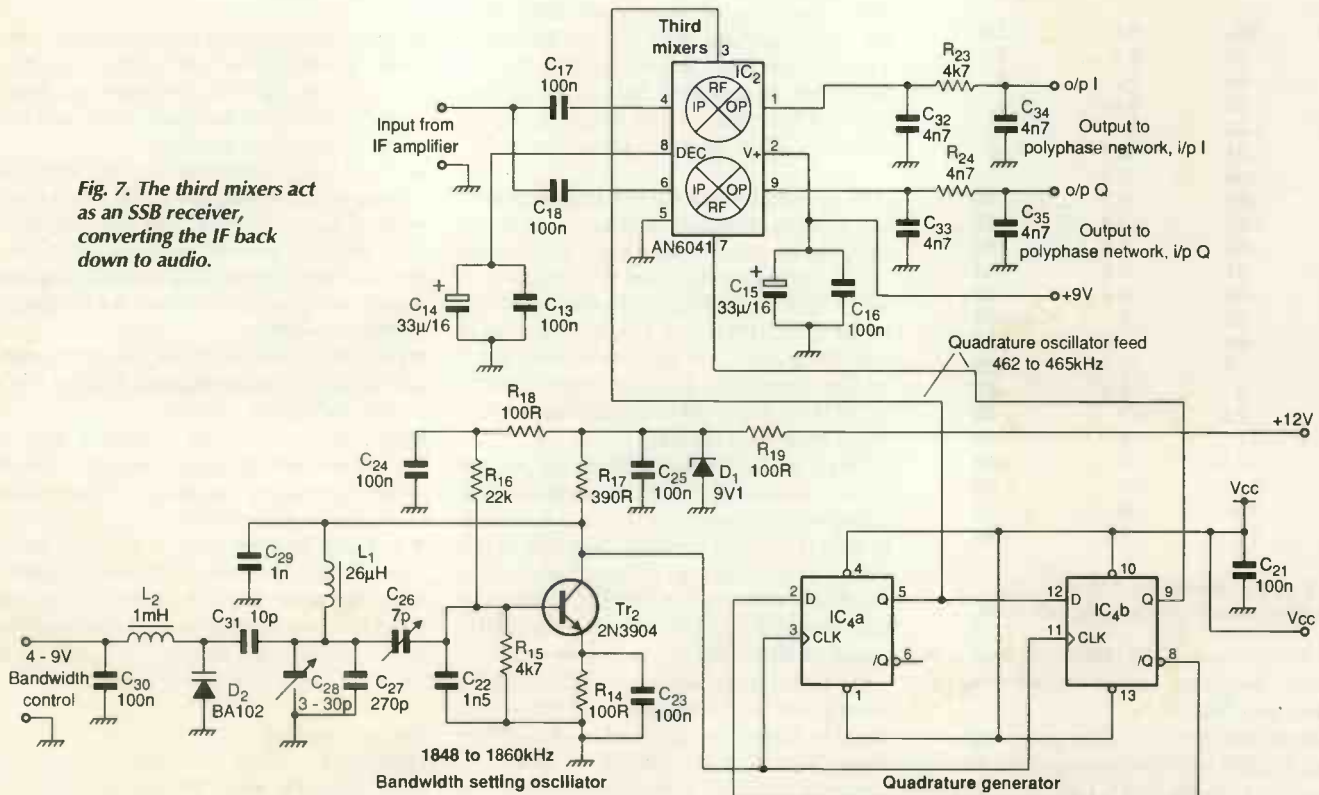 Fig. 7. The third mixers act
as an SSB receiver,
converting the IF back
down to audio.
Third
mixers
3
IC2
C17
100n
4
RF
IP
OP
1
Input from
IF amplifier
8
DEC
V+
2
C18
100n
6
IP
OP
RF
9
5
AN6041
7
C14
33µ/16
+
C13
100n
C15
33µ/16
+
C16
100n
R23
4k7
o/p I
C32
4n7
C34
4n7
Output to
polyphase network, i/p I
R24
4n7
o/p Q
C33
4n7
C35
4n7
Output to
polyphase network, i/p Q
+9V
Quadrature oscillator feed
462 to 465kHz
R18
100R
+12V
C24
100n
R16
22k
R17
390R
C25
100n
D1
9V1
R19
100R
Vcc
C29
1n
L1
26µH
C26
7p
Tr2
2N3904
4
10
C21
100n
L2
1mH
C31
10p
2
D
Q
5
IC4a
3
CLK
/Q
6
1
12
D
Q
9
IC4b
11
CLK
/Q
8
13
Vcc
4 - 9V
Bandwidth
control
C30
100n
D2
BA102
C28
3 - 30p
C27
270p
C22
1n5
R15
4k7
R14
100R
C23
100n
1848 to 1860kHz
Bandwidth setting oscillator
Quadrature generator